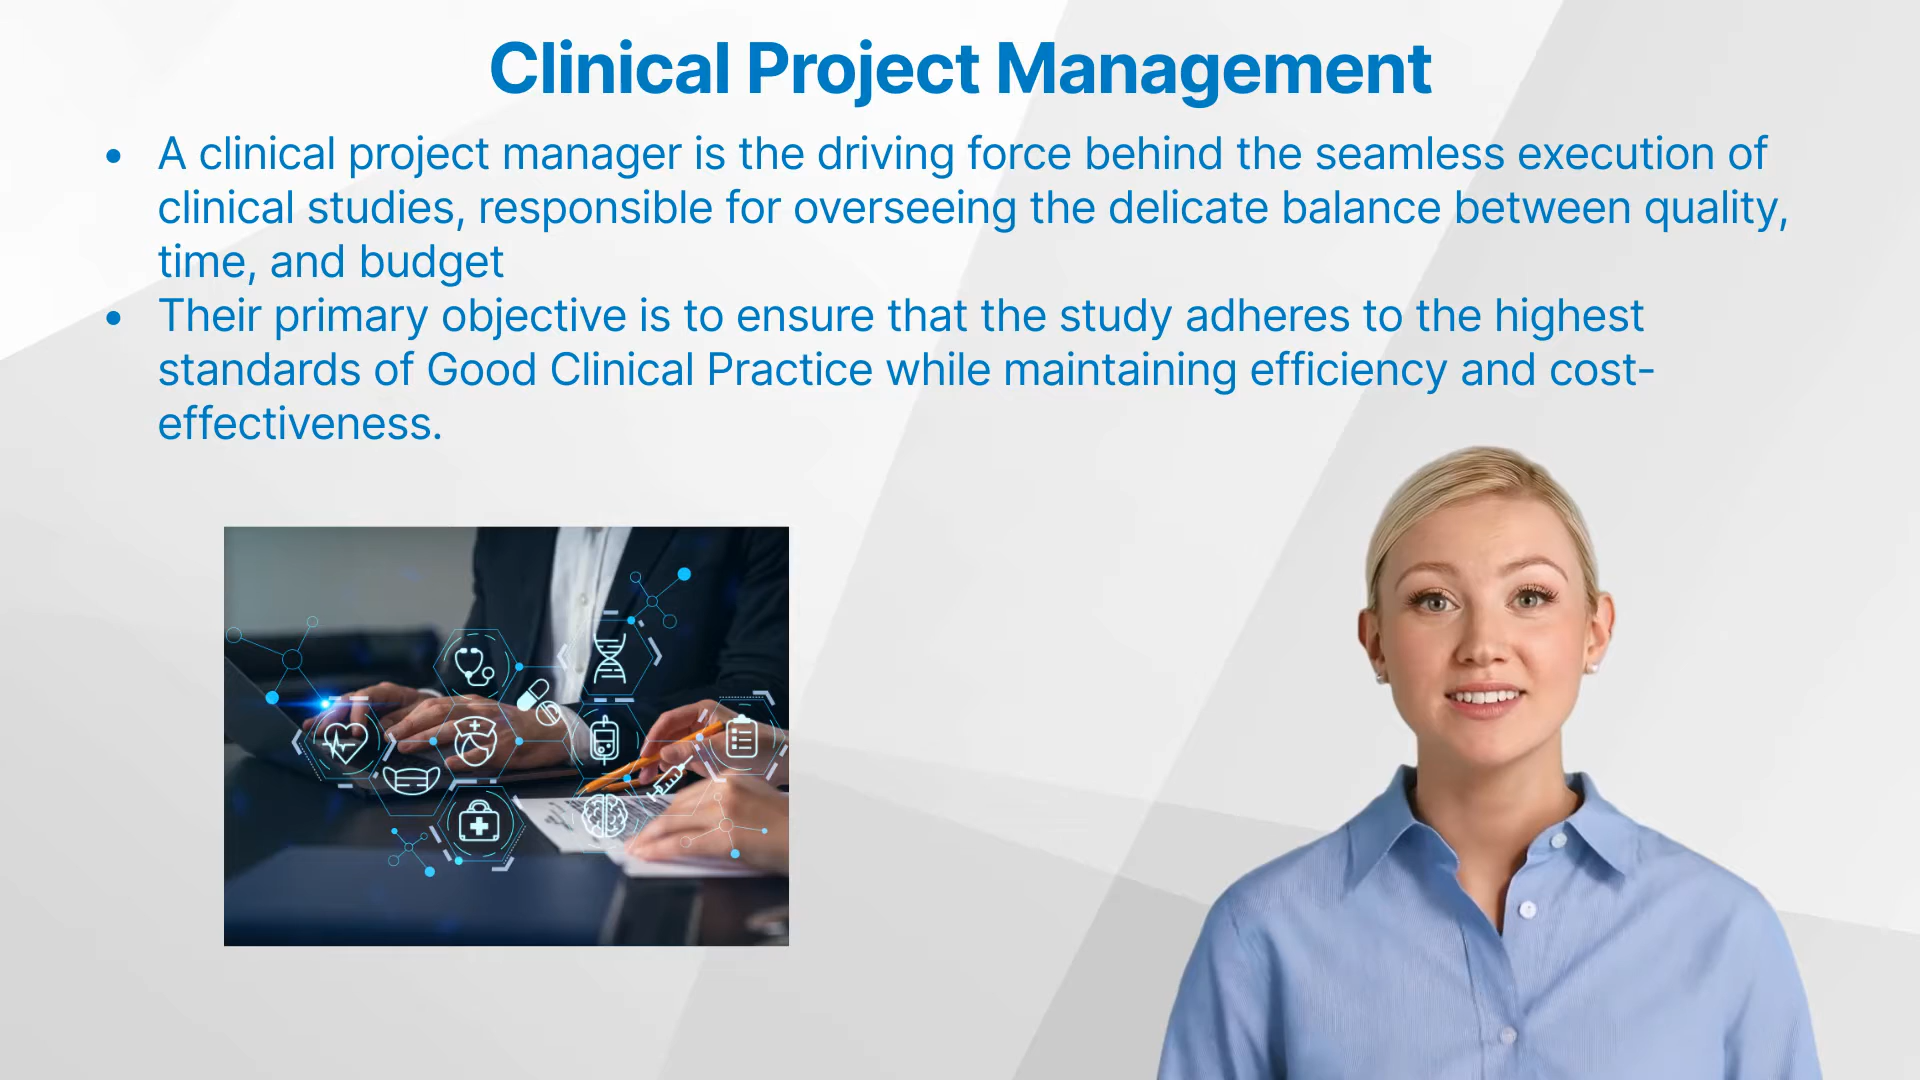 Clinical Project Management
• A clinical project manager is the driving force behind the seamless execution of
clinical studies, responsible for overseeing the delicate balance between quality,
time, and budget
• Their primary objective is to ensure that the study adheres to the highest
standards of Good Clinical Practice while maintaining efficiency and cost-
effectiveness.